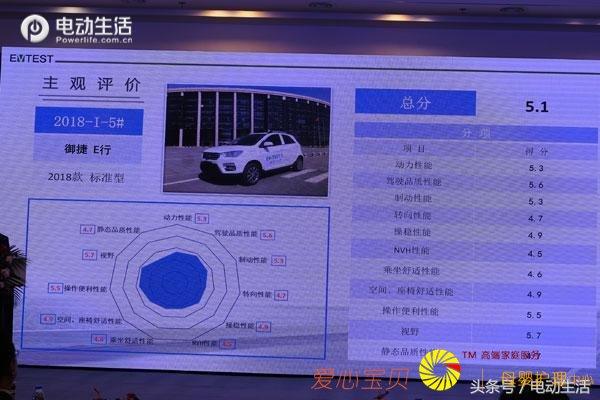 电动生活
Powerlife.com.cn
EVTEST
主观评价
2018-I-5#
御捷 E行
2018款 标准型
总分 5.1
分项
项目 得分
动力性能 5.3
驾驶品质性能 5.6
制动性能 5.3
转向性能 4.7
操稳性能 4.9
NVH性能 4.5
乘坐舒适性能 4.6
空间、座椅舒适性能 4.9
操作便利性能 5.5
视野 5.7
静态品质性能 4.7
动力性能 5.3
驾驶品质性能 5.6
制动性能 5.3
转向性能 4.7
操稳性能 4.9
NVH性能
乘坐舒适性能
空间、座椅舒适性能 4.9
操作便利性能 5.5
视野 5.7
静态品质性能 4.7
爱心宝贝
TM 高端家庭服务
母婴护理中心
头条号 / 电动生活